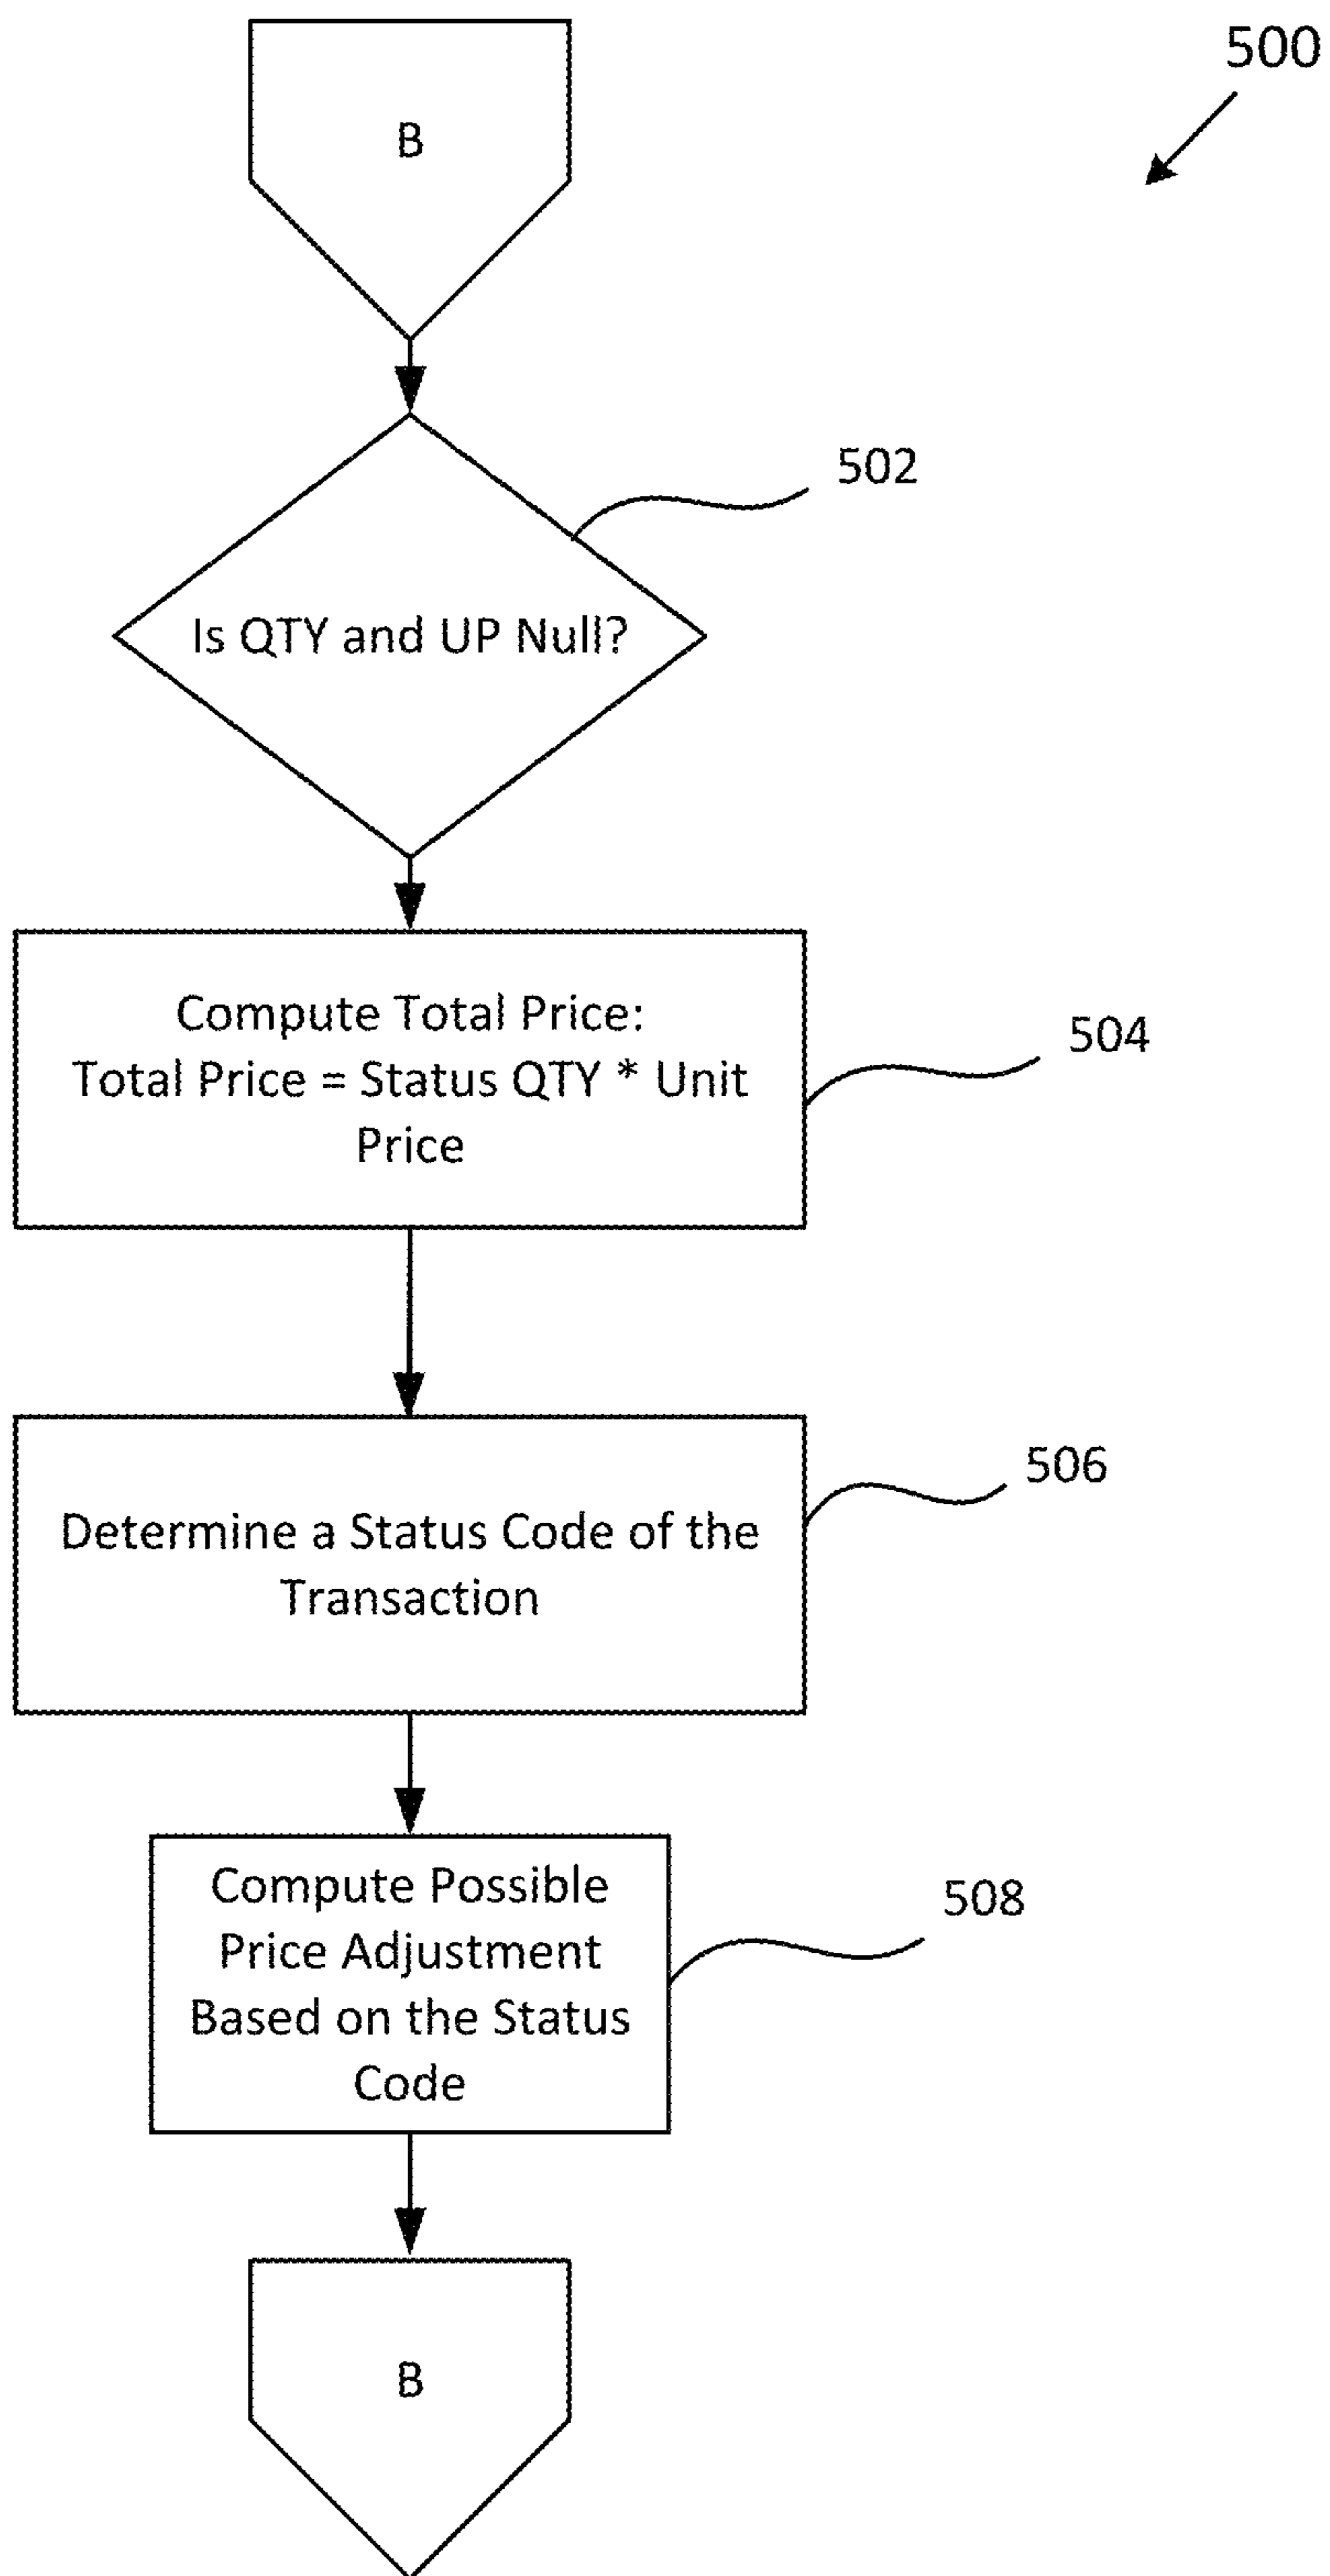 500
B
502
Is QTY and UP Null?
Compute Total Price:
Total Price = Status QTY * Unit
Price
504
506
Determine a Status Code of the
Transaction
Compute Possible
Price Adjustment
Based on the Status
Code
508
B